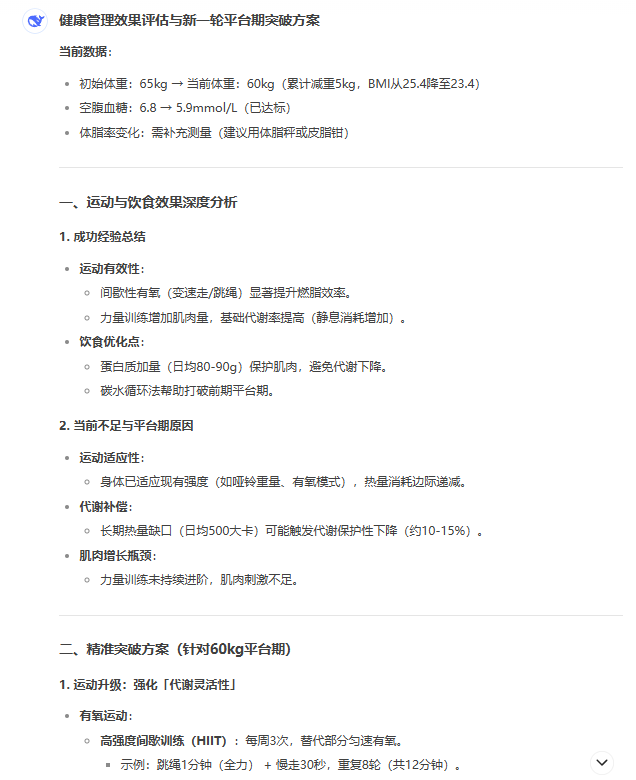 健康管理效果评估与新一轮平台期突破方案
当前数据：
初始体重：65kg → 当前体重：60kg（累计减重5kg，BMI从25.4降至23.4）
空腹血糖：6.8 → 5.9mmol/L（已达标）
体脂率变化：需补充测量（建议用体脂秤或皮脂钳）
一、运动与饮食效果深度分析
1. 成功经验总结
运动有效性：
间歇性有氧（变速走/跳绳）显著提升燃脂效率。
力量训练增加肌肉量，基础代谢率提高（静息消耗增加）。
饮食优化点：
蛋白质加量（日均80-90g）保护肌肉，避免代谢下降。
碳水循环法帮助打破前期平台期。
2. 当前不足与平台期原因
运动适应性：
身体已适应现有强度（如哑铃重量、有氧模式），热量消耗边际递减。
代谢补偿：
长期热量缺口（日均500大卡）可能触发代谢保护性下降（约10-15%）。
肌肉增长瓶颈：
力量训练未持续进阶，肌肉刺激不足。
二、精准突破方案（针对60kg平台期）
1. 运动升级：强化「代谢灵活性」
有氧运动：
高强度间歇训练（HIIT）：每周3次，替代部分匀速有氧。
示例：跳绳1分钟（全力） + 慢走30秒，重复8轮（共12分钟）。